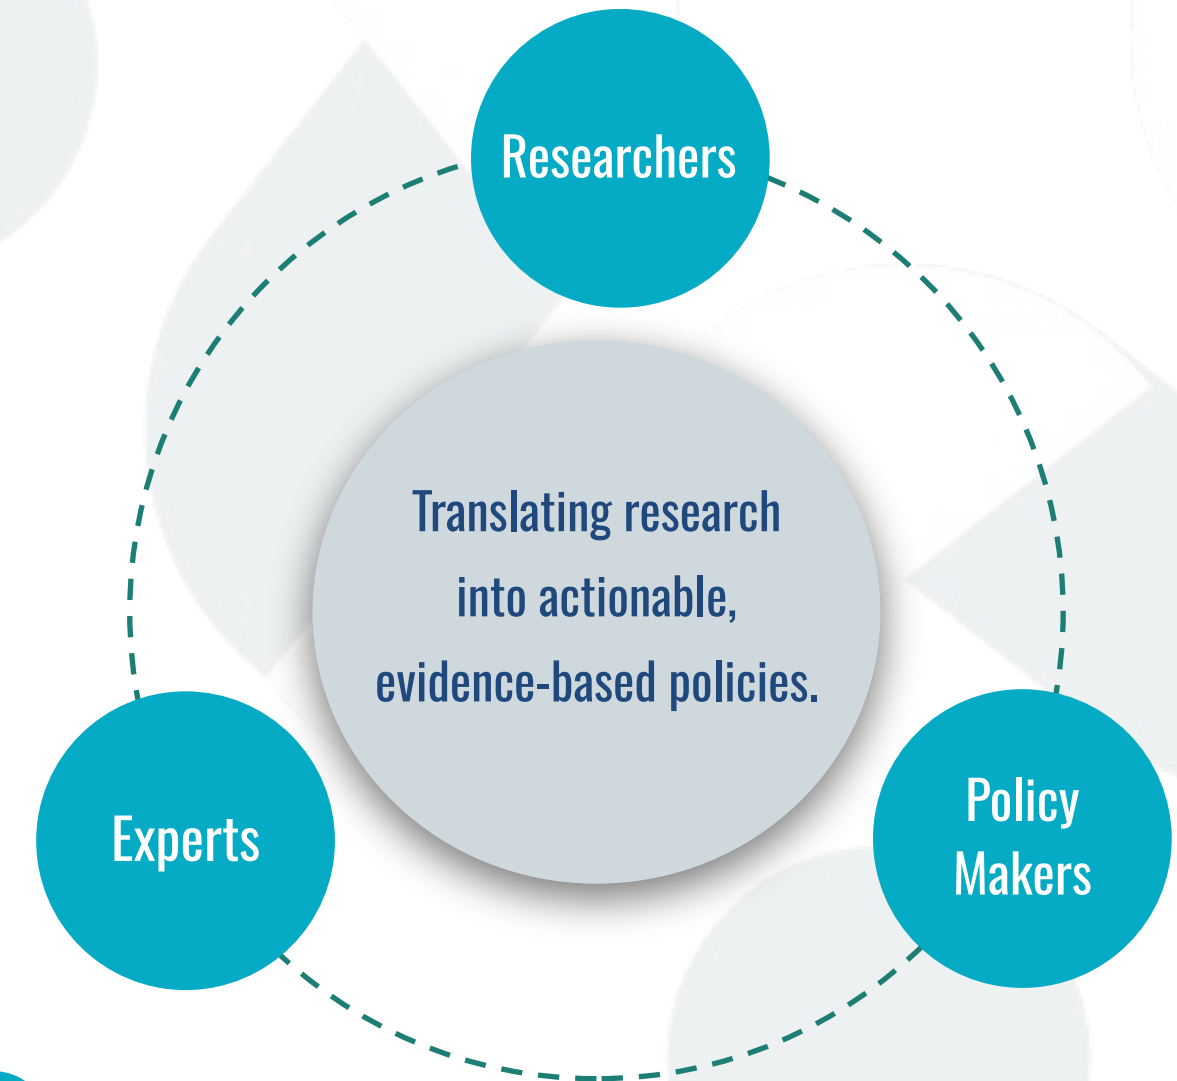 Researchers
Translating research
into actionable,
evidence-based policies.
Experts
Policy
Makers